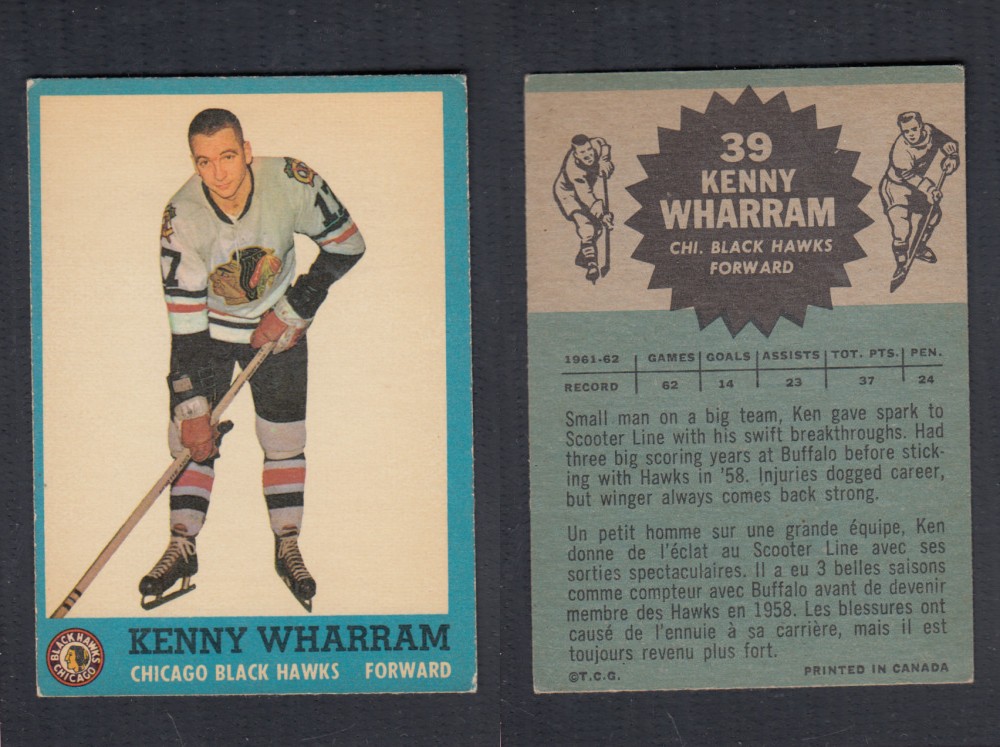 17
7
BLACK HAWKS
CHICAGO
KENNY WHARRAM
CHICAGO BLACK HAWKS FORWARD
39
KENNY
WHARRAM
CHI. BLACK HAWKS
FORWARD
1961-62 GAMES GOALS ASSISTS TOT. PTS. PEN.
RECORD 62 14 23 37 24
Small man on a big team, Ken gave spark to
Scooter Line with his swift breakthroughs. Had
three big scoring years at Buffalo before stick-
ing with Hawks in '58. Injuries dogged career,
but winger always comes back strong.
Un petit homme sur une grande équipe, Ken
donne de l'éclat au Scooter Line avec ses
sorties spectaculaires. Il a eu 3 belles saisons
comme compteur avec Buffalo avant de devenir
membre des Hawks en 1958. Les blessures ont
causé de l'ennuie à sa carrière, mais il est
toujours revenu plus fort.
©T.C.G. PRINTED IN CANADA